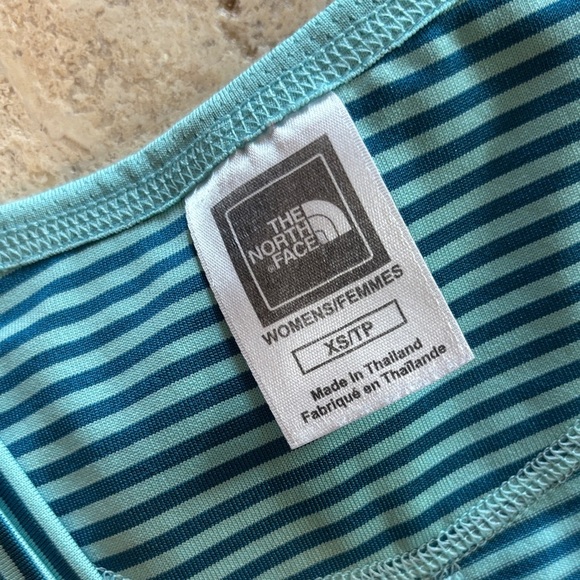 THE
NORTH
FACE
WOMENS/FEMMES
XS/TP
Made in Thailand
Fabriqué en Thaïlande